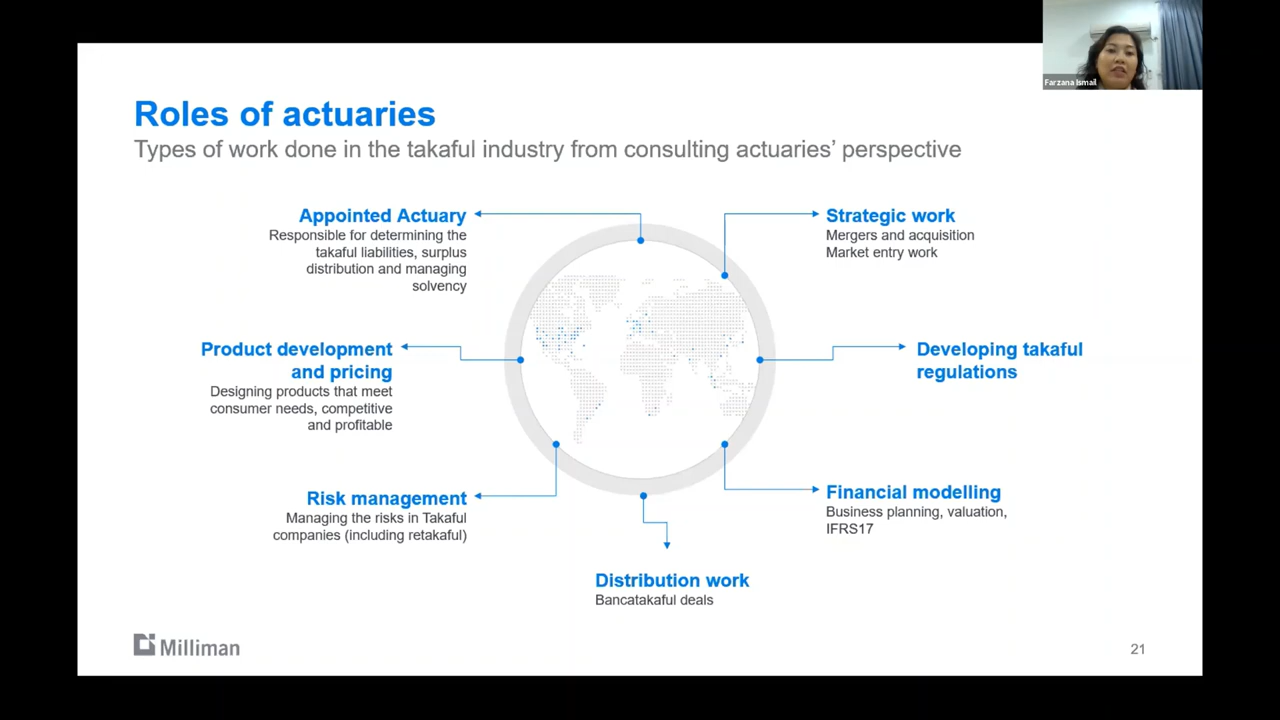 Farzana Ismail
Roles of actuaries
Types of work done in the takaful industry from consulting actuaries' perspective
Appointed Actuary
Responsible for determining the
takaful liabilities, surplus
distribution and managing
solvency
Strategic work
Mergers and acquisition
Market entry work
Product development
and pricing
Designing products that meet
consumer needs, competitive
and profitable
Developing takaful
regulations
Risk management
Managing the risks in Takaful
companies (including retakaful)
Financial modelling
Business planning, valuation,
IFRS17
Distribution work
Bancatakaful deals
Milliman
21